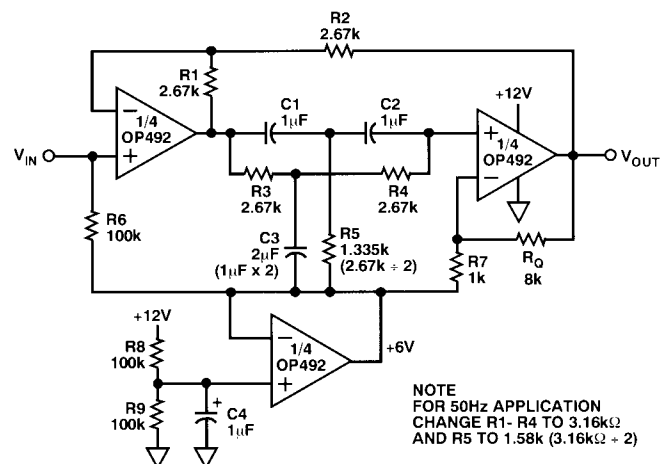 R2
2.67k
R1
2.67k
C1
1µF
C2
1µF
+12V
−
1/4
OP492
+
+
1/4
OP492
−
VIN
VOUT
R3
2.67k
R4
2.67k
R6
100k
C3
2µF
(1µF x 2)
R5
1.335k
(2.67k ÷ 2)
R7
1k
RQ
8k
+12V
−
1/4
OP492
+
+6V
R8
100k
R9
100k
+
C4
1µF
NOTE
FOR 50Hz APPLICATION
CHANGE R1- R4 TO 3.16kΩ
AND R5 TO 1.58k (3.16kΩ ÷ 2)